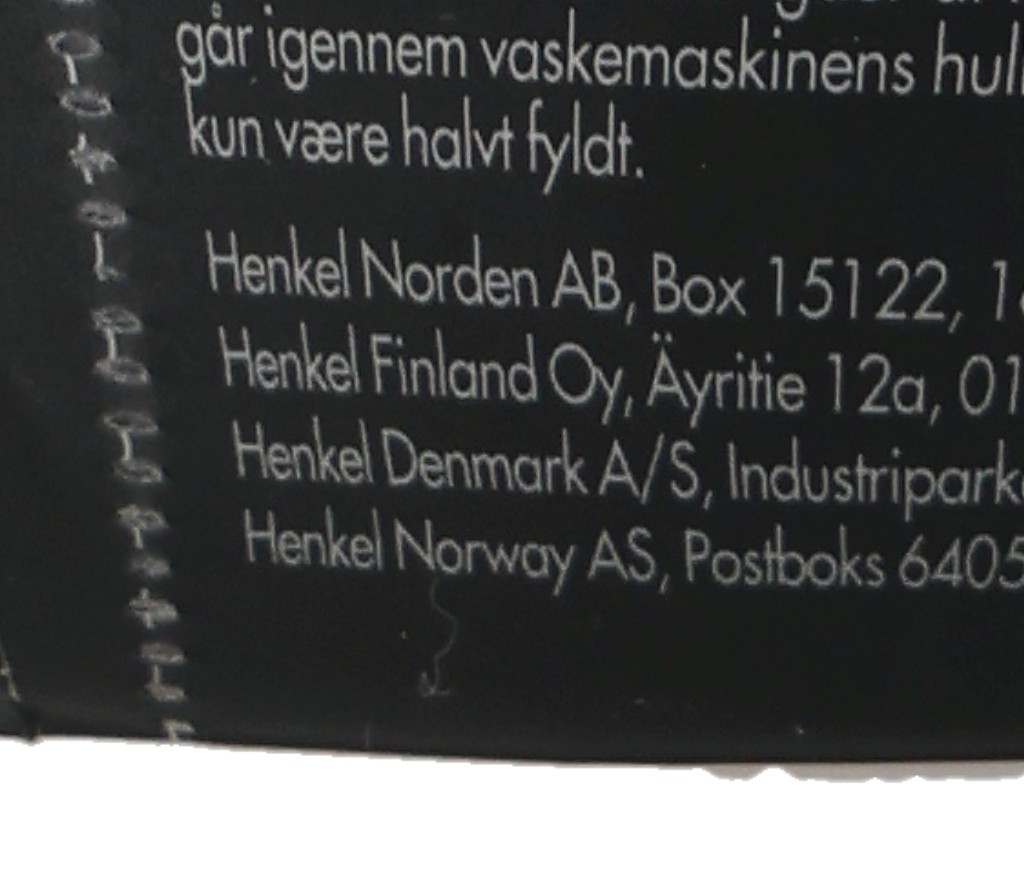 går igennem vaskemaskinens
kun være halvt fyldt.
Henkel Norden AB, Box 15122,
Henkel Finland Oy, Äyritie 12a, 01
Henkel Denmark A/S,
Henkel Norway AS, Postboks 6405